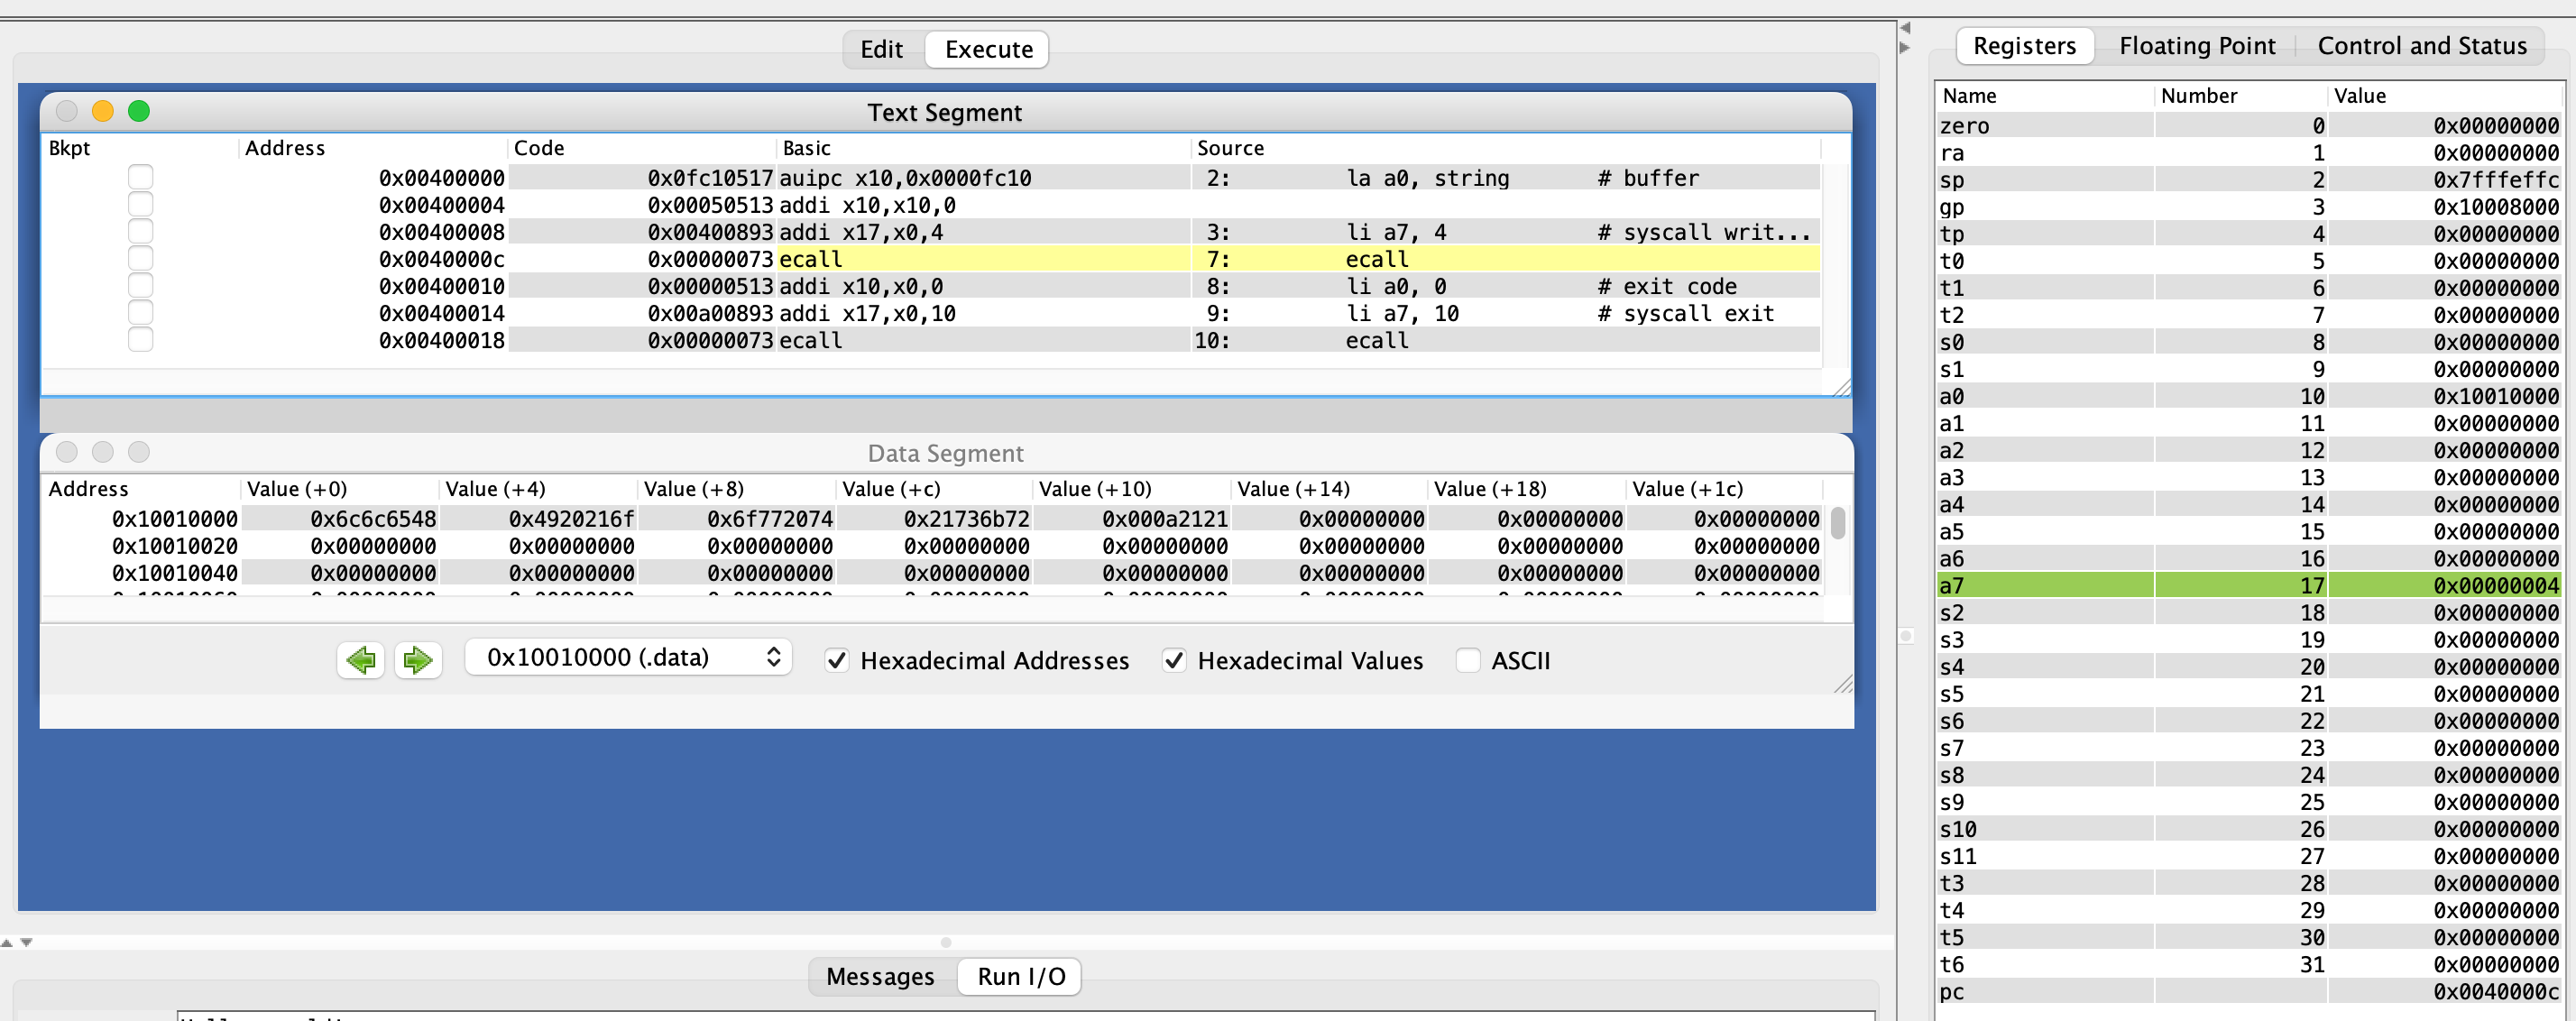 Edit Execute
Text Segment
Bkpt Address Code Basic Source
0x00400000 0x0fc10517 auipc x10,0x0000fc10 2: la a0, string # buffer
0x00400004 0x00050513 addi x10,x10,0
0x00400008 0x00400893 addi x17,x0,4 3: li a7, 4 # syscall writ...
0x0040000c 0x00000073 ecall 7: ecall
0x00400010 0x00000513 addi x10,x0,0 8: li a0, 0 # exit code
0x00400014 0x00a00893 addi x17,x0,10 9: li a7, 10 # syscall exit
0x00400018 0x00000073 ecall 10: ecall
Data Segment
Address Value (+0) Value (+4) Value (+8) Value (+c) Value (+10) Value (+14) Value (+18) Value (+1c)
0x10010000 0x6c6c6548 0x4920216f 0x6f772074 0x21736b72 0x000a2121 0x00000000 0x00000000 0x00000000
0x10010020 0x00000000 0x00000000 0x00000000 0x00000000 0x00000000 0x00000000 0x00000000 0x00000000
0x10010040 0x00000000 0x00000000 0x00000000 0x00000000 0x00000000 0x00000000 0x00000000 0x00000000
0x10010000 (.data) Hexadecimal Addresses Hexadecimal Values ASCII
Messages Run I/O
Registers Floating Point Control and Status
Name Number Value
zero 0 0x00000000
ra 1 0x00000000
sp 2 0x7fffeffc
gp 3 0x10008000
tp 4 0x00000000
t0 5 0x00000000
t1 6 0x00000000
t2 7 0x00000000
s0 8 0x00000000
s1 9 0x00000000
a0 10 0x10010000
a1 11 0x00000000
a2 12 0x00000000
a3 13 0x00000000
a4 14 0x00000000
a5 15 0x00000000
a6 16 0x00000000
a7 17 0x00000004
s2 18 0x00000000
s3 19 0x00000000
s4 20 0x00000000
s5 21 0x00000000
s6 22 0x00000000
s7 23 0x00000000
s8 24 0x00000000
s9 25 0x00000000
s10 26 0x00000000
s11 27 0x00000000
t3 28 0x00000000
t4 29 0x00000000
t5 30 0x00000000
t6 31 0x00000000
pc 0x0040000c